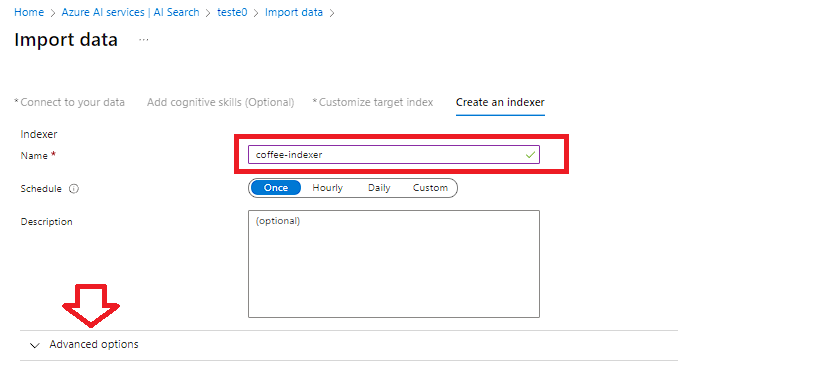 Home > Azure AI services | AI Search > teste0 > Import data >
Import data ...
*Connect to your data Add cognitive skills (Optional) *Customize target index Create an indexer
Indexer
Name * coffee-indexer
Schedule Once Hourly Daily Custom
Description (optional)
Advanced options